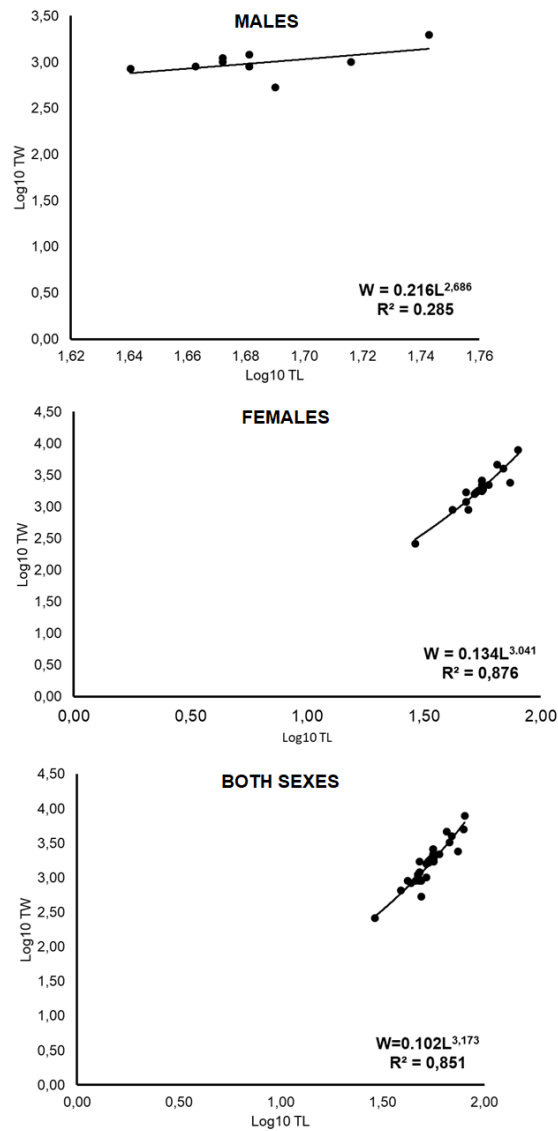 MALES
3,50
3,00
2,50
2,00
1,50
1,00
0,50
0,00
Log10 TW
W = 0.216L2,686
R² = 0.285
1,62 1,64 1,66 1,68 1,70 1,72 1,74 1,76
Log10 TL
FEMALES
4,50
4,00
3,50
3,00
2,50
2,00
1,50
1,00
0,50
0,00
Log10 TW
W = 0.134L3.041
R² = 0,876
0,00 0,50 1,00 1,50 2,00
Log10 TL
BOTH SEXES
4,50
4,00
3,50
3,00
2,50
2,00
1,50
1,00
0,50
0,00
Log10 TW
W=0.102L3,173
R² = 0,851
0,00 0,50 1,00 1,50 2,00
Log10 TL